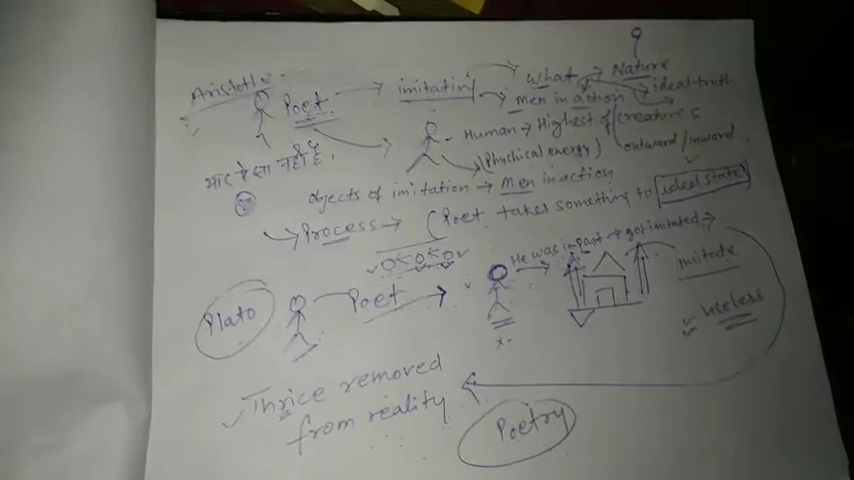 Aristotle
Poet → imitating → what → Nature
Men in action ideal-truth
भाई ऐसा नहीं है.
Human → Highest of creatures
(Phychical energy) outward/inward
objects of imitation → Men in action
Process → (Poet takes something to ideal state
Plato
Poet
He was in past → got imitated →
imitate
useless
Thrice removed
from reality
Poetry